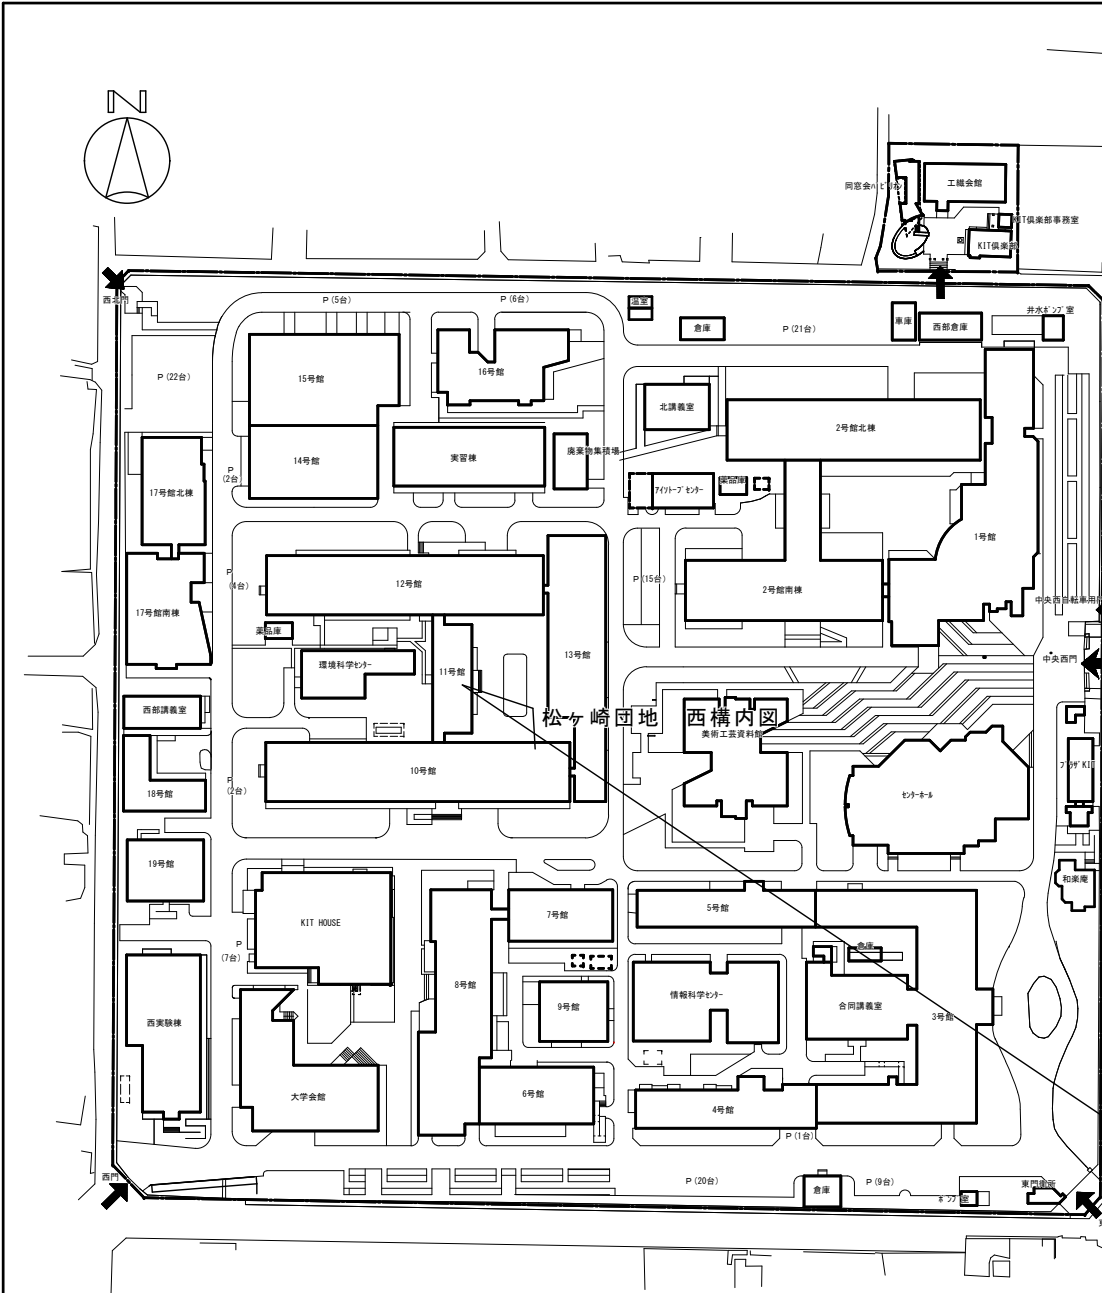 N
工繊会館
KIT倶楽部事務室
KIT倶楽部
西北門
P (5台)
P (6台)
温室
倉庫
P (21台)
車庫
西部倉庫
井水ポンプ室
P (22台)
15号館
16号館
北講義室
2号館北棟
14号館
実習棟
廃棄物集積場
P
(2台)
17号館北棟
アイソトープセンター
薬品庫
1号館
12号館
P
(4台)
P (15台)
2号館南棟
17号館南棟
薬品庫
環境科学センター
11号館
13号館
中央西門
西部講義室
松ヶ崎団地 西構内図
美術工芸資料館
10号館
P
(2台)
18号館
センターホール
プラザKIT
19号館
和楽庵
KIT HOUSE
7号館
5号館
P
(7台)
倉庫
8号館
9号館
情報科学センター
合同講義室
3号館
西実験棟
大学会館
6号館
4号館
P (1台)
西門
P (20台)
倉庫
P (9台)
ポンプ室
東門衛所